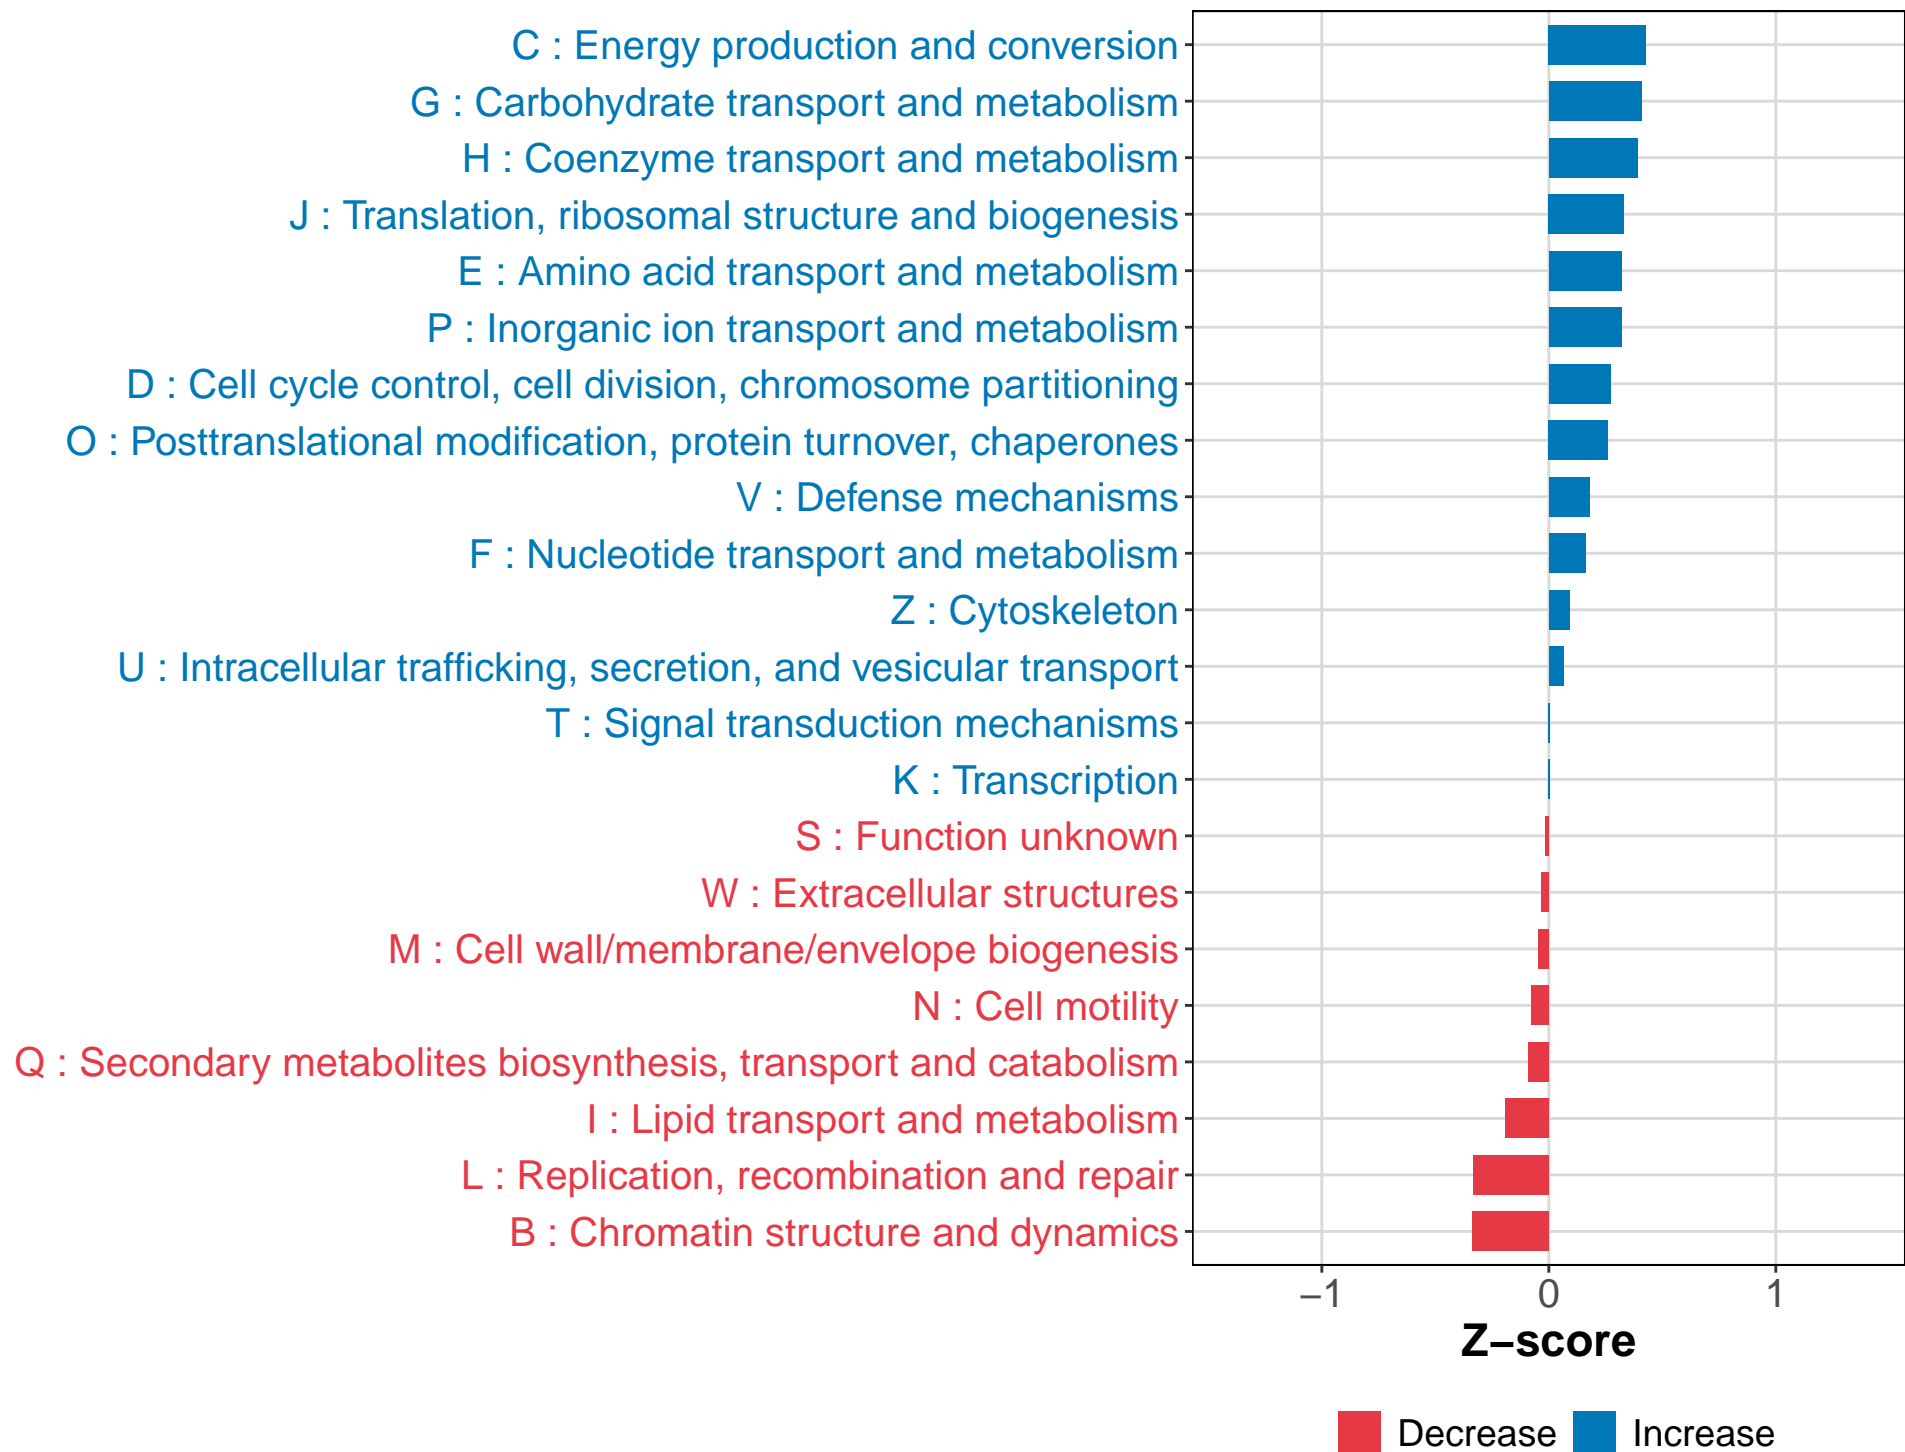 C : Energy production and conversion
G : Carbohydrate transport and metabolism
H : Coenzyme transport and metabolism
J : Translation, ribosomal structure and biogenesis
E : Amino acid transport and metabolism
P : Inorganic ion transport and metabolism
D : Cell cycle control, cell division, chromosome partitioning
O : Posttranslational modification, protein turnover, chaperones
V : Defense mechanisms
F : Nucleotide transport and metabolism
Z : Cytoskeleton
U : Intracellular trafficking, secretion, and vesicular transport
T : Signal transduction mechanisms
K : Transcription
S : Function unknown
W : Extracellular structures
M : Cell wall/membrane/envelope biogenesis
N : Cell motility
Q : Secondary metabolites biosynthesis, transport and catabolism
I : Lipid transport and metabolism
L : Replication, recombination and repair
B : Chromatin structure and dynamics
−1 0 1
Z−score
Decrease Increase